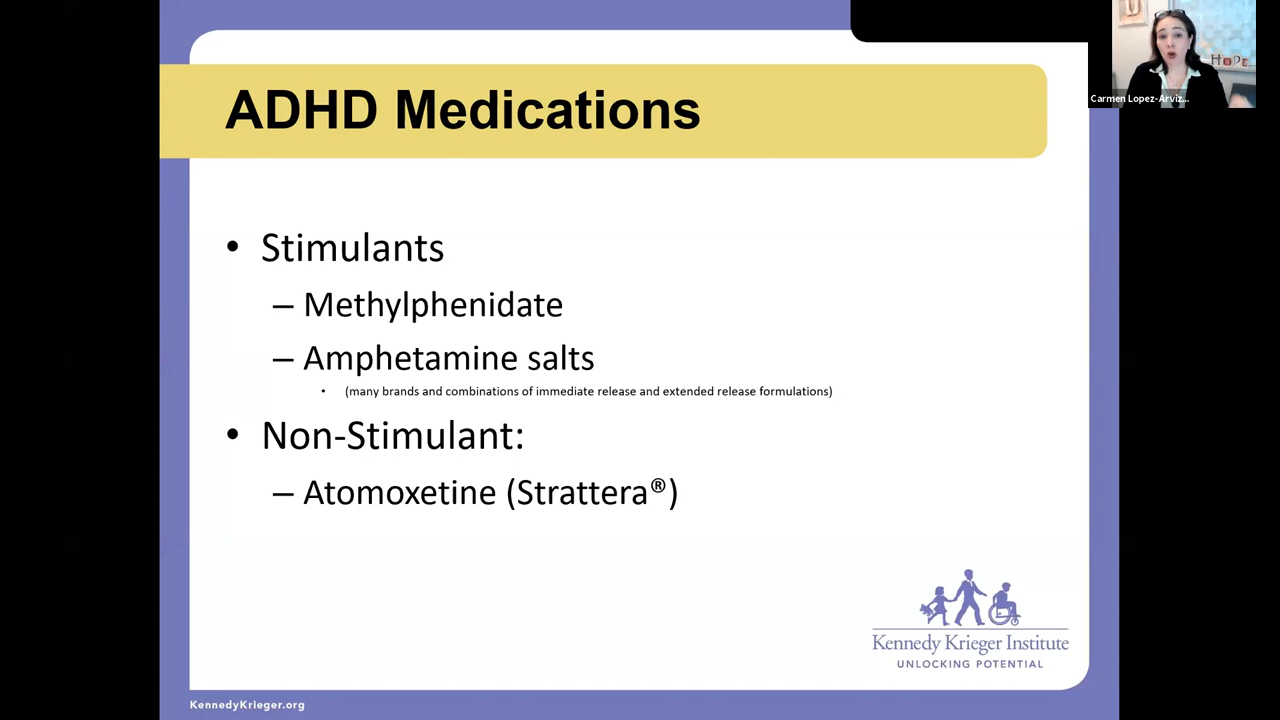 ADHD Medications
• Stimulants
– Methylphenidate
– Amphetamine salts
• (many brands and combinations of immediate release and extended release formulations)
• Non-Stimulant:
– Atomoxetine (Strattera®)
Kennedy Krieger Institute
UNLOCKING POTENTIAL
KennedyKrieger.org
HOPE
Carmen Lopez-Arviz...